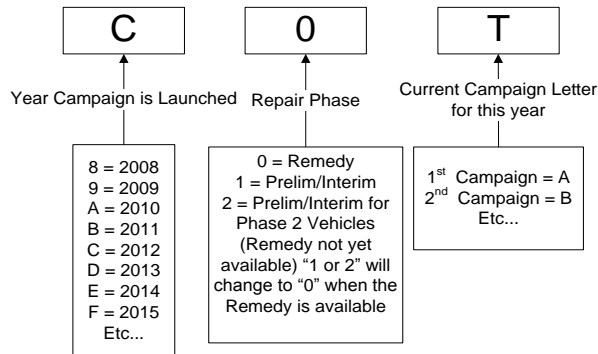 C 0 T
Year Campaign is Launched
Repair Phase
Current Campaign Letter
for this year
8 = 2008
9 = 2009
A = 2010
B = 2011
C = 2012
D = 2013
E = 2014
F = 2015
Etc...
0 = Remedy
1 = Prelim/Interim
2 = Prelim/Interim for
Phase 2 Vehicles
(Remedy not yet
available) “1 or 2” will
change to “0” when the
Remedy is available
1st Campaign = A
2nd Campaign = B
Etc...